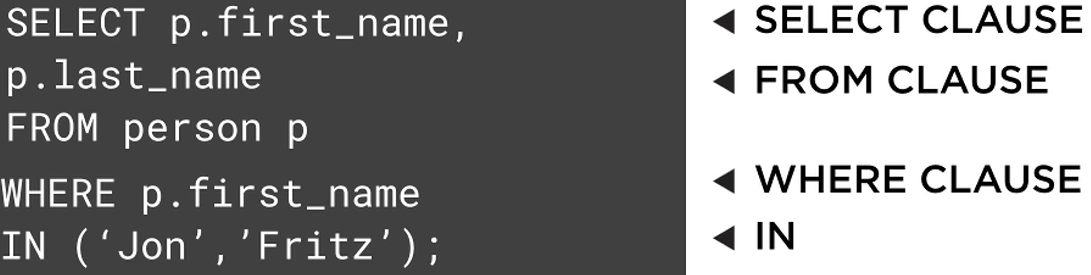 SELECT p.first_name,
p.last_name
FROM person p
WHERE p.first_name
IN (‘Jon’,’Fritz’);
◄ SELECT CLAUSE
◄ FROM CLAUSE
◄ WHERE CLAUSE
◄ IN